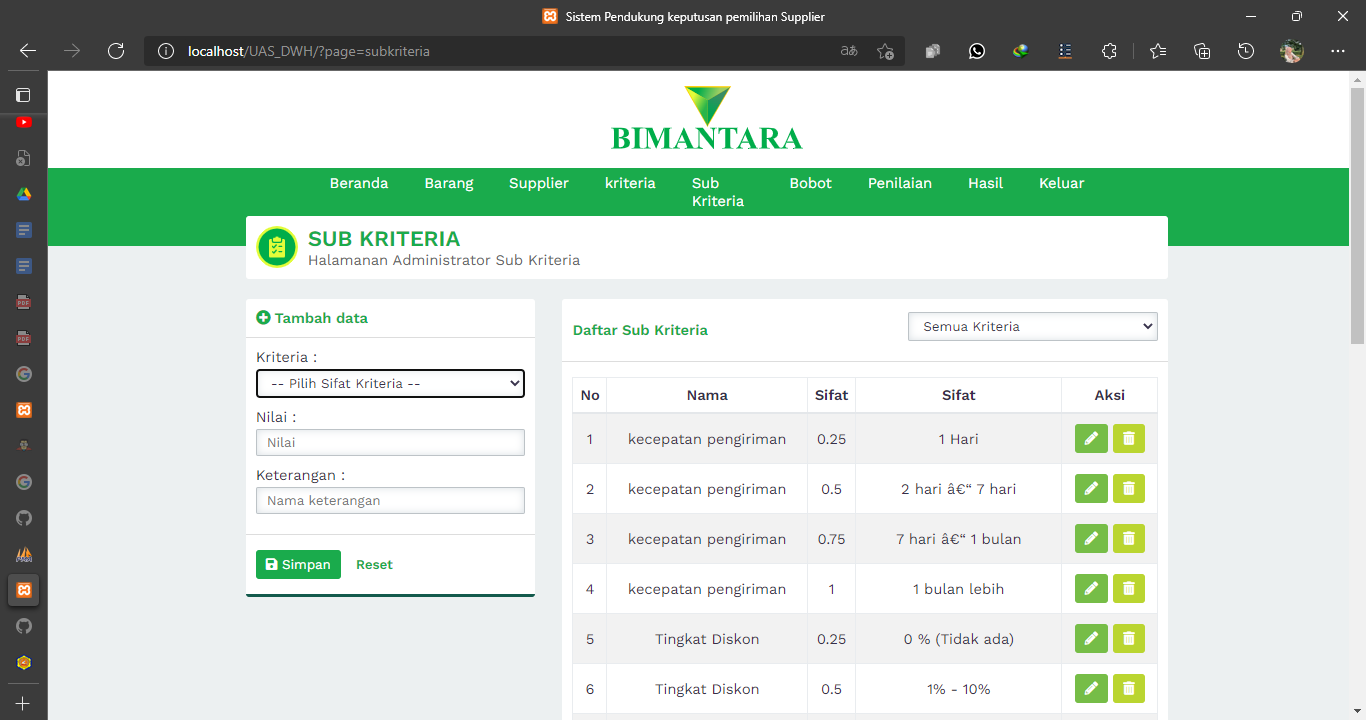 Sistem Pendukung keputusan pemilihan Supplier
localhost/UAS_DWH/?page=subkriteria
aあ
BIMANTARA
Beranda Barang Supplier kriteria Sub Kriteria Bobot Penilaian Hasil Keluar
SUB KRITERIA
Halamanan Administrator Sub Kriteria
Tambah data
Kriteria :
-- Pilih Sifat Kriteria --
Nilai :
Nilai
Keterangan :
Nama keterangan
Simpan Reset
Daftar Sub Kriteria
Semua Kriteria
No Nama Sifat Sifat Aksi
1 kecepatan pengiriman 0.25 1 Hari
2 kecepatan pengiriman 0.5 2 hari â€“ 7 hari
3 kecepatan pengiriman 0.75 7 hari â€“ 1 bulan
4 kecepatan pengiriman 1 1 bulan lebih
5 Tingkat Diskon 0.25 0 % (Tidak ada)
6 Tingkat Diskon 0.5 1% - 10%